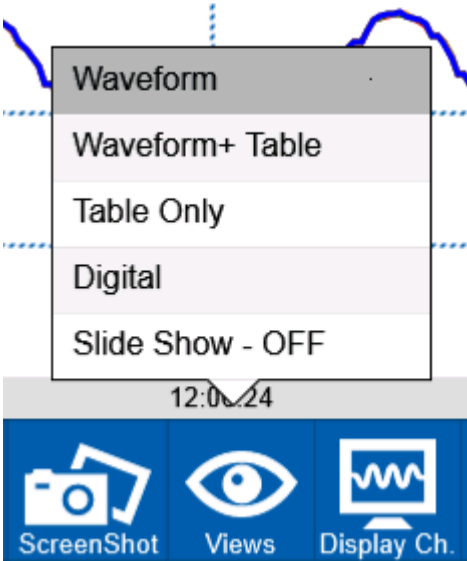 Waveform
Waveform+ Table
Table Only
Digital
Slide Show - OFF
ScreenShot
Views
Display Ch.